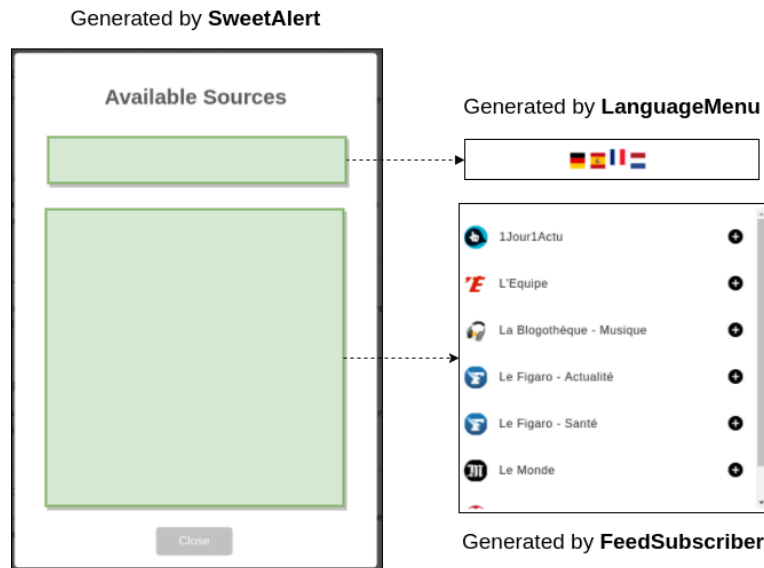 Generated by SweetAlert
Available Sources
Close
Generated by LanguageMenu
1Jour1Actu
L'Equipe
La Blogothèque - Musique
Le Figaro - Actualité
Le Figaro - Santé
Le Monde
Generated by FeedSubscriber